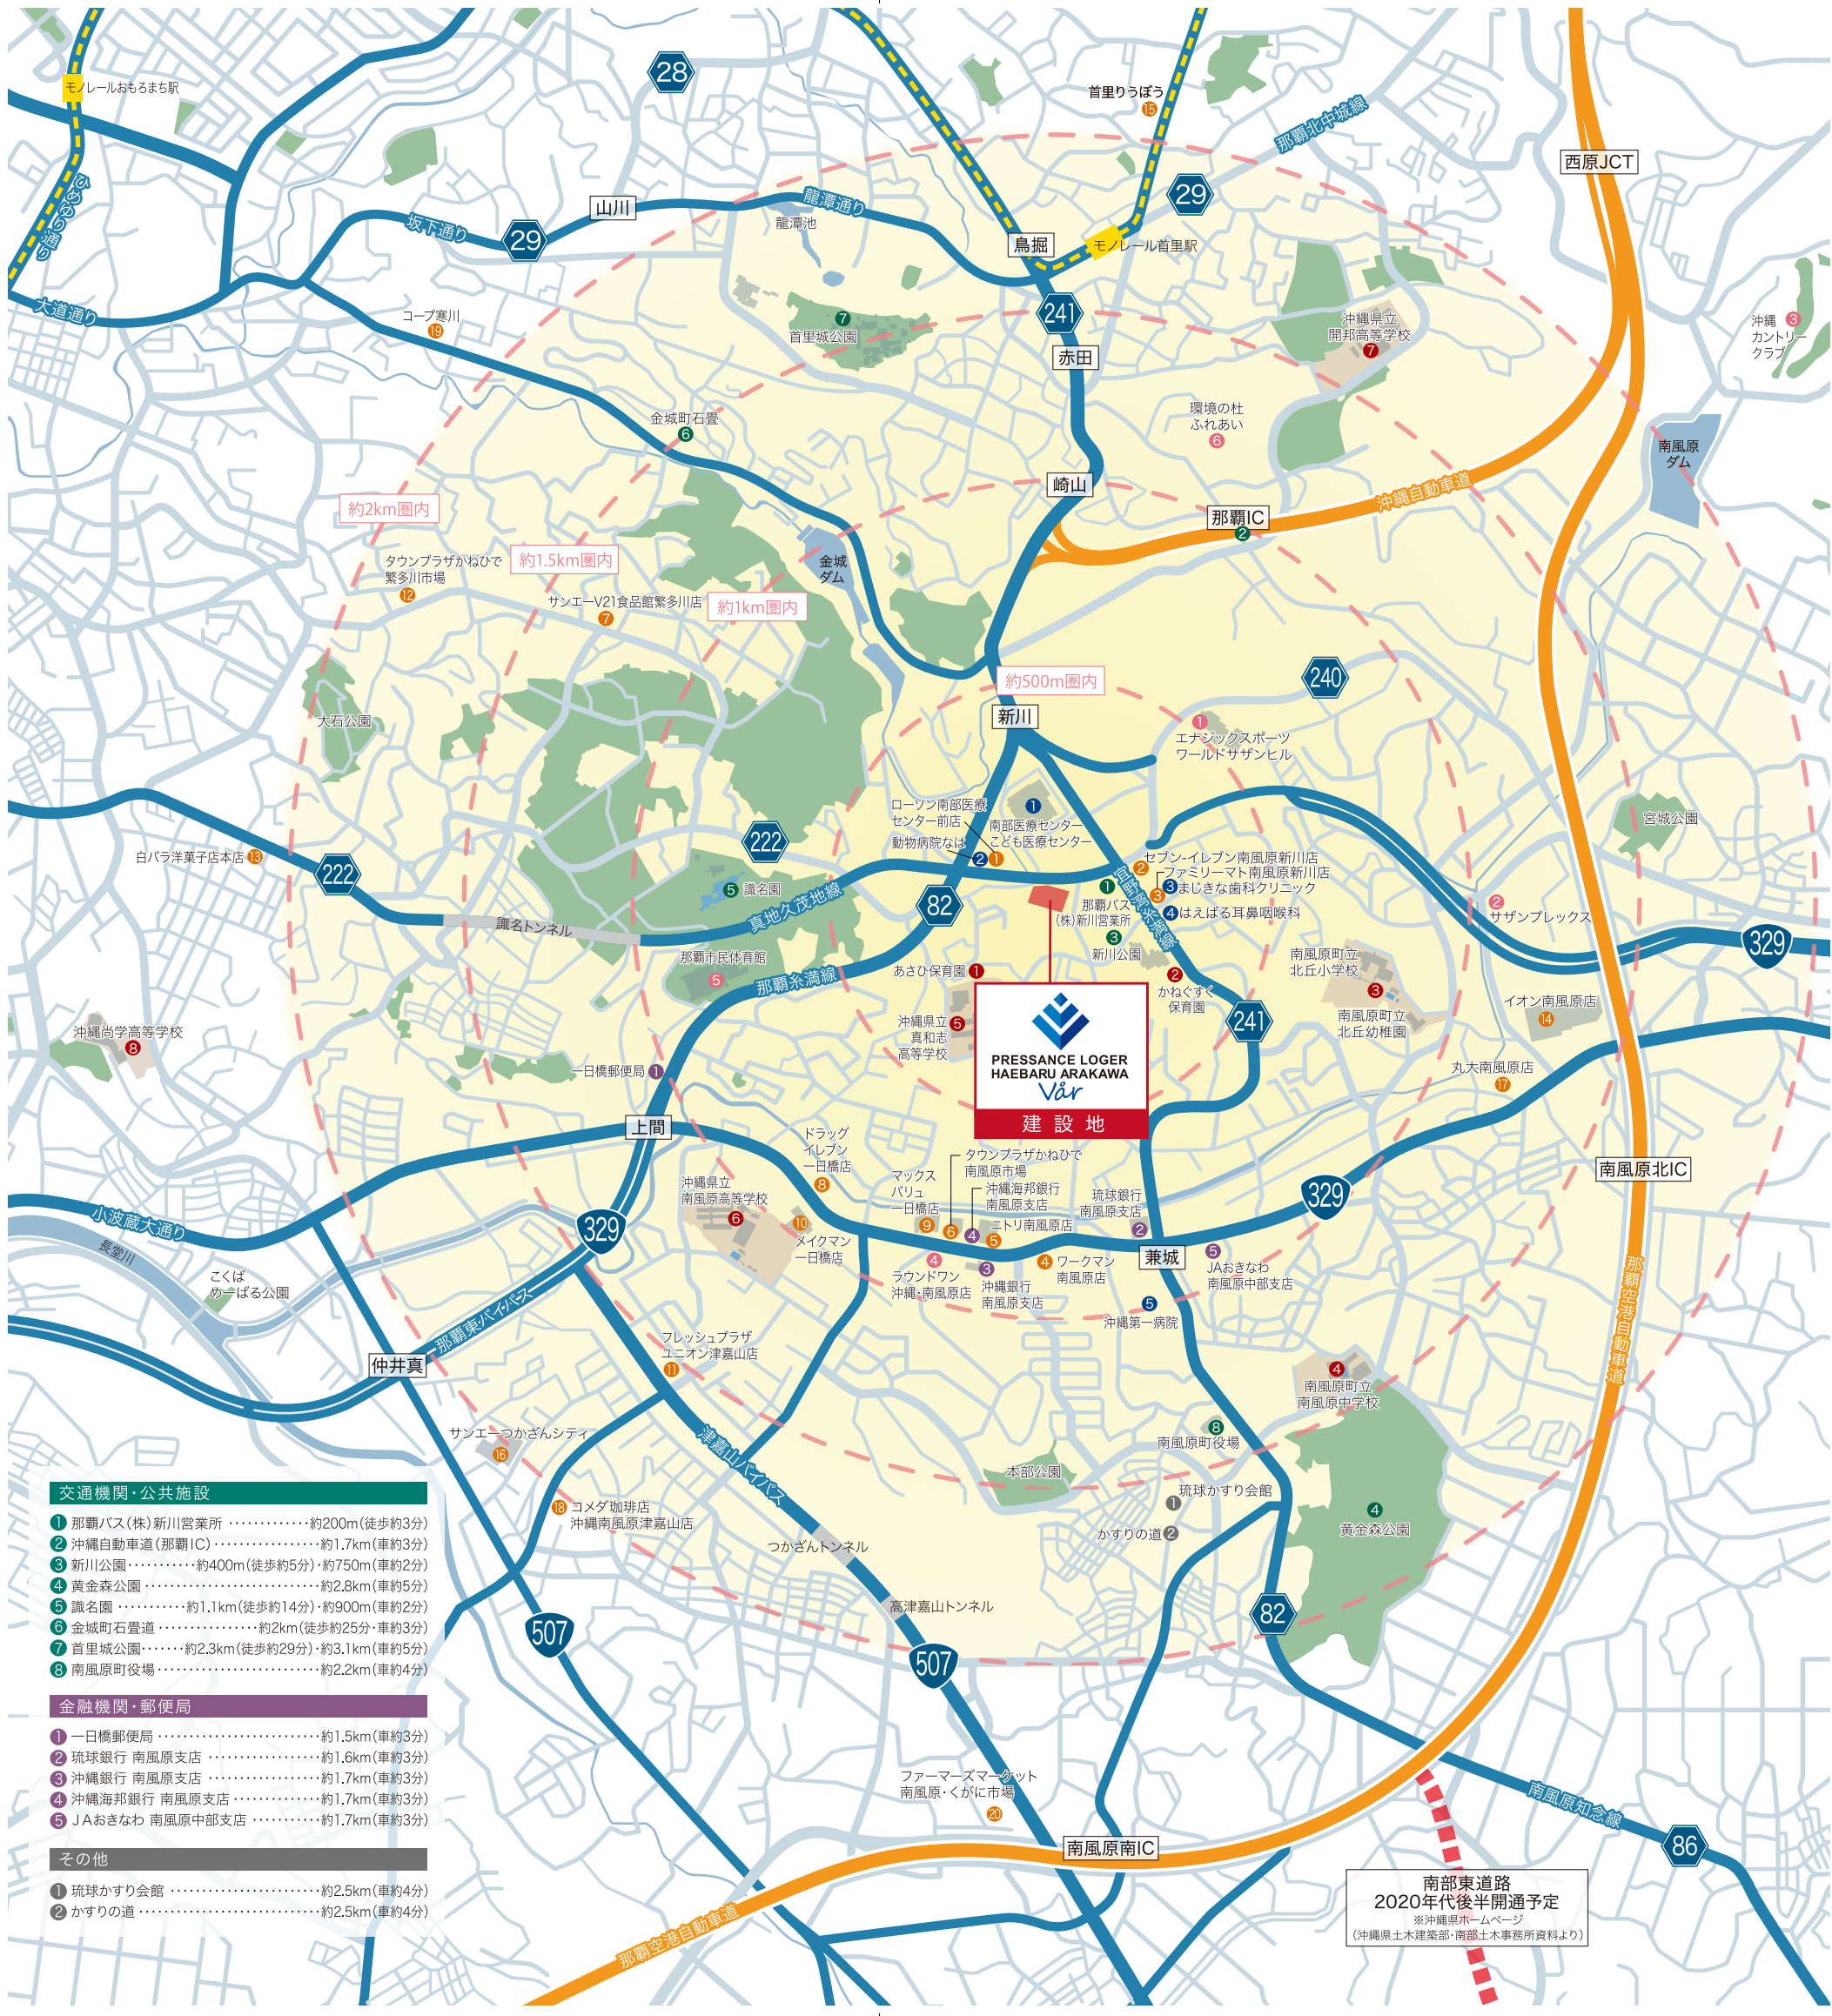 モノレールおもろまち駅
28
首里りうぼう
15
那覇北中城線
西原JCT
ひめゆり通り
坂下通り
29
山川
龍潭通り
龍潭池
鳥堀
モノレール首里駅
29
大道通り
コープ寒川
19
7
首里城公園
241
赤田
沖縄県立
開邦高等学校
7
沖縄
カントリー
クラブ
3
金城町石畳
6
環境の杜
ふれあい
6
南風原
ダム
崎山
約2km圏内
那覇IC
2
沖縄自動車道
約1.5km圏内
タウンプラザかねひで
繁多川市場
12
金城
ダム
サンエーV21食品館繁多川店
7
約1km圏内
約500m圏内
240
新川
大石公園
1
エナジックスポーツ
ワールドサザンヒル
ローソン南部医療
センター前店
1
南部医療センター
こども医療センター
動物病院なは
2
1
宮城公園
白バラ洋菓子店本店
13
222
222
セブン-イレブン南風原新川店
2
ファミリーマト南風原新川店
3
3
まじきな歯科クリニック
4
はえばる耳鼻咽喉科
5
識名園
真地久茂地線
82
1
那覇バス
(株)新川営業所
宜野湾糸満線
2
サザンプレックス
識名トンネル
3
新川公園
329
那覇市民体育館
5
那覇糸満線
あさひ保育園
1
2
かねぐすく
保育園
南風原町立
北丘小学校
3
南風原町立
北丘幼稚園
イオン南風原店
14
沖縄尚学高等学校
8
沖縄県立
真和志
高等学校
5
241
PRESSANCE LOGER
HAEBARU ARAKAWA
Vår
建設地
一日橋郵便局
1
丸大南風原店
17
上間
ドラッグ
イレブン
一日橋店
8
タウンプラザかねひで
南風原市場
南風原北IC
沖縄県立
南風原高等学校
6
マックス
バリュ
一日橋店
9
6
沖縄海邦銀行
南風原支店
4
琉球銀行
南風原支店
2
329
小波蔵大通り
長堂川
329
10
メイクマン
一日橋店
ニトリ南風原店
5
兼城
5
JAおきなわ
南風原中部支店
4
ラウンドワン
沖縄・南風原店
3
沖縄銀行
南風原支店
4
ワークマン
南風原店
こくば
めーばる公園
5
沖縄第一病院
那覇空港自動車道
那覇東バイパス
仲井真
フレッシュプラザ
ユニオン津嘉山店
11
4
南風原町立
南風原中学校
サンエーつかざんシティ
16
津嘉山バイパス
8
南風原町役場
本部公園
18
コメダ珈琲店
沖縄南風原津嘉山店
琉球かすり会館
1
かすりの道
2
4
黄金森公園
つかざんトンネル
高津嘉山トンネル
507
507
82
交通機関・公共施設
1 那覇バス(株)新川営業所 ············· 約200m(徒歩約3分)
2 沖縄自動車道(那覇IC) ················· 約1.7km(車約3分)
3 新川公園 ··········· 約400m(徒歩約5分)・約750m(車約2分)
4 黄金森公園 ···························· 約2.8km(車約5分)
5 識名園 ··········· 約1.1km(徒歩約14分)・約900m(車約2分)
6 金城町石畳道 ················ 約2km(徒歩約25分・車約3分)
7 首里城公園 ······· 約2.3km(徒歩約29分)・約3.1km(車約5分)
8 南風原町役場 ·························· 約2.2km(車約4分)
金融機関・郵便局
1 一日橋郵便局 ·························· 約1.5km(車約3分)
2 琉球銀行 南風原支店 ·················· 約1.6km(車約3分)
3 沖縄銀行 南風原支店 ·················· 約1.7km(車約3分)
4 沖縄海邦銀行 南風原支店 ·············· 約1.7km(車約3分)
5 JAおきなわ 南風原中部支店 ··········· 約1.7km(車約3分)
その他
1 琉球かすり会館 ························ 約2.5km(車約4分)
2 かすりの道 ····························· 約2.5km(車約4分)
ファーマーズマーケット
南風原・くがに市場
20
南風原南IC
那覇空港自動車道
南風原知念線
86
南部東道路
2020年代後半開通予定
※沖縄県ホームページ
(沖縄県土木建築部・南部土木事務所資料より)